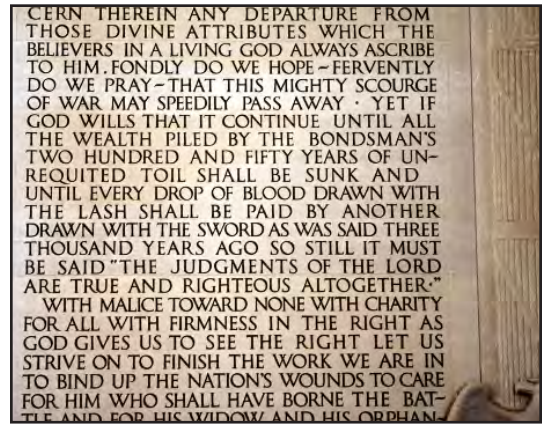 CERN THEREIN ANY DEPARTURE FROM
THOSE DIVINE ATTRIBUTES WHICH THE
BELIEVERS IN A LIVING GOD ALWAYS ASCRIBE
TO HIM. FONDLY DO WE HOPE ~ FERVENTLY
DO WE PRAY ~ THAT THIS MIGHTY SCOURGE
OF WAR MAY SPEEDILY PASS AWAY · YET IF
GOD WILLS THAT IT CONTINUE UNTIL ALL
THE WEALTH PILED BY THE BONDSMAN'S
TWO HUNDRED AND FIFTY YEARS OF UN~
REQUITED TOIL SHALL BE SUNK AND
UNTIL EVERY DROP OF BLOOD DRAWN WITH
THE LASH SHALL BE PAID BY ANOTHER
DRAWN WITH THE SWORD AS WAS SAID THREE
THOUSAND YEARS AGO SO STILL IT MUST
BE SAID "THE JUDGMENTS OF THE LORD
ARE TRUE AND RIGHTEOUS ALTOGETHER·"
WITH MALICE TOWARD NONE WITH CHARITY
FOR ALL WITH FIRMNESS IN THE RIGHT AS
GOD GIVES US TO SEE THE RIGHT LET US
STRIVE ON TO FINISH THE WORK WE ARE IN
TO BIND UP THE NATION'S WOUNDS TO CARE
FOR HIM WHO SHALL HAVE BORNE THE BAT~
TLE AND FOR HIS WIDOW AND HIS ORPHAN~